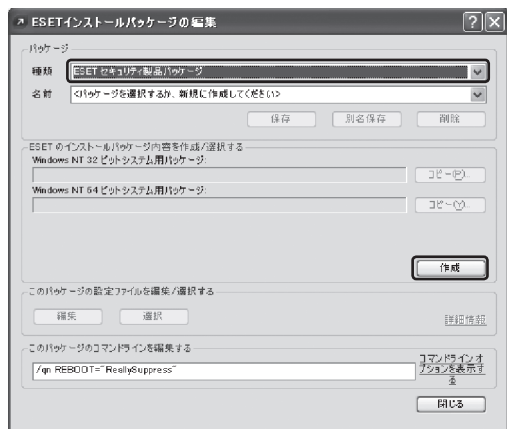 ESETインストールパッケージの編集
パッケージ
種類 ESET セキュリティ製品パッケージ
名前 <パッケージを選択するか、新規に作成してください>
保存 別名保存 削除
ESET のインストールパッケージ内容を作成/選択する
Windows NT 32 ビットシステム用パッケージ:
コピー(P)...
Windows NT 64 ビットシステム用パッケージ:
コピー(Y)...
作成
このパッケージの設定ファイルを編集/選択する
編集 選択 詳細情報
このパッケージのコマンドラインを編集する
/qn REBOOT="ReallySuppress"
コマンドライン オ
プションを表示す
る
閉じる